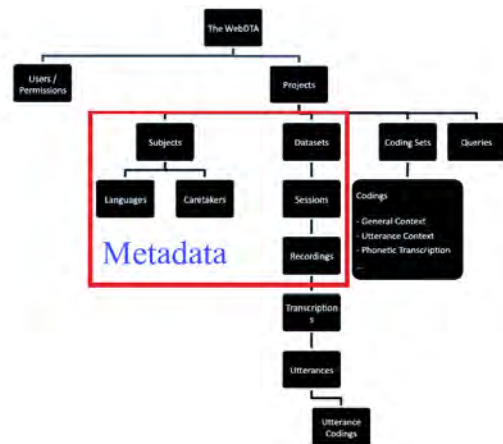 The WebDTA
Users /
Permissions
Projects
Subjects
Datasets
Coding Sets
Queries
Languages
Caretakers
Sessions
Codings
- General Context
- Utterance Context
- Phonetic Transcription
...
Metadata
Recordings
Transcription
s
Utterances
Utterance
Codings